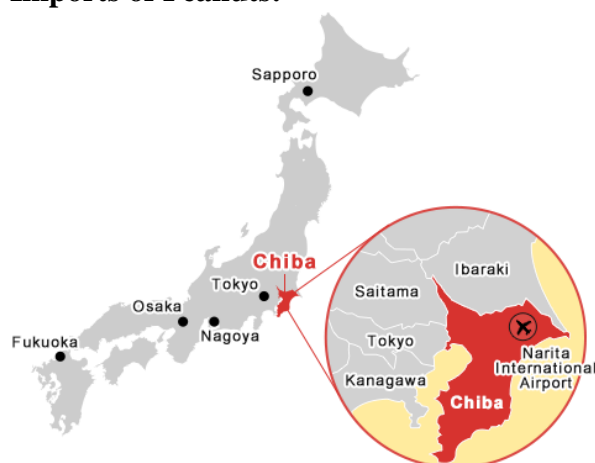 Imports of Peanuts.
Sapporo
Chiba
Tokyo
Osaka
Nagoya
Fukuoka
Ibaraki
Saitama
Tokyo
Kanagawa
Narita
International
Airport
Chiba